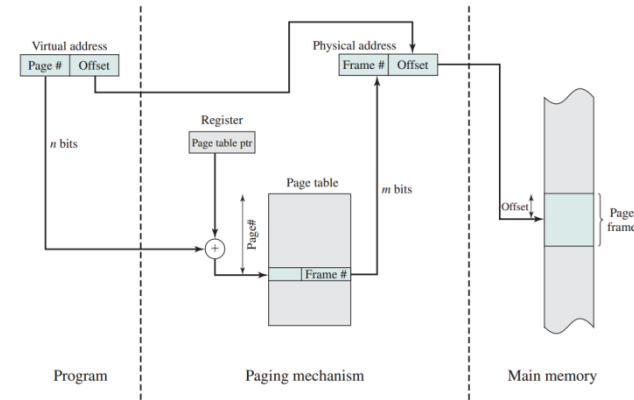 Virtual address
Page # Offset
n bits
Register
Page table ptr
Page#
Page table
Frame #
Physical address
Frame # Offset
m bits
Offset
Page
frame
Program
Paging mechanism
Main memory